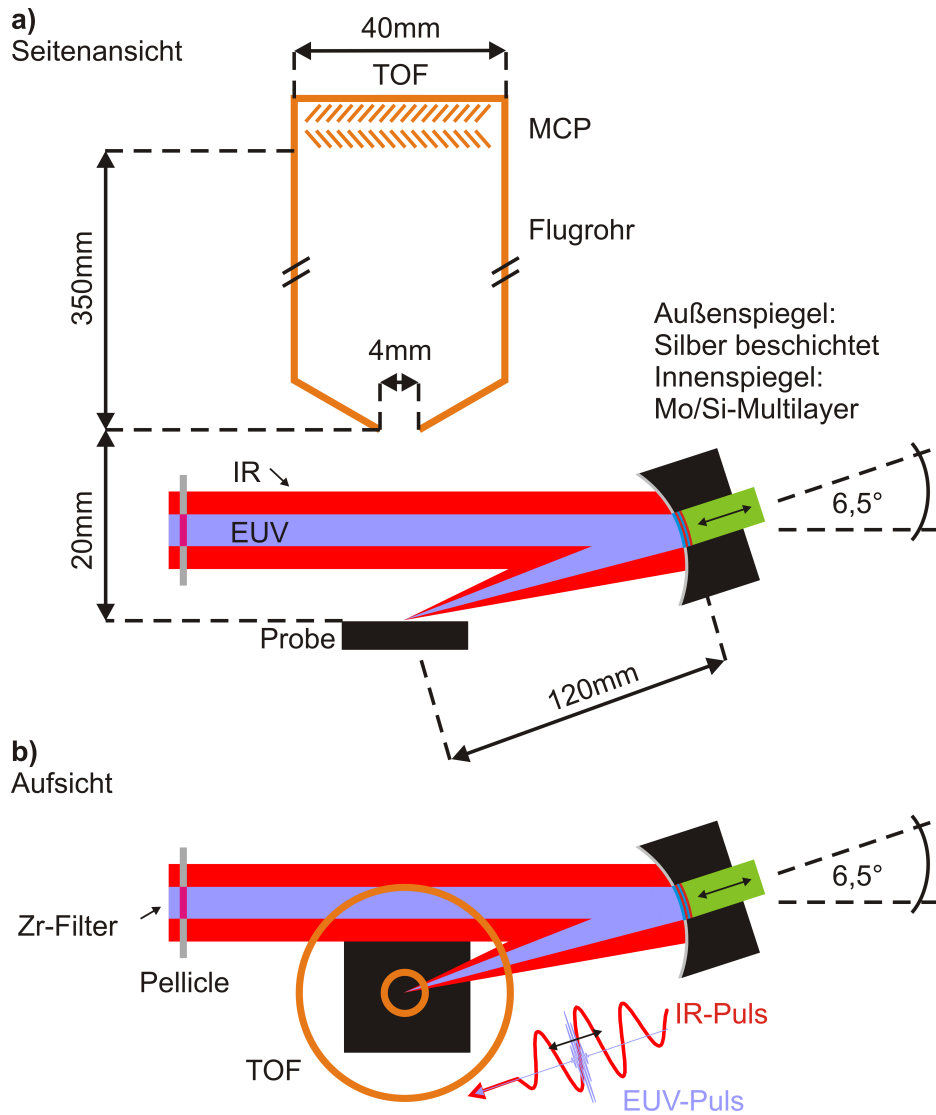 a)
Seitenansicht
40mm
TOF
MCP
Flugrohr
350mm
4mm
Außenspiegel:
Silber beschichtet
Innenspiegel:
Mo/Si-Multilayer
IR
EUV
6,5°
20mm
Probe
120mm
b)
Aufsicht
6,5°
Zr-Filter
Pellicle
TOF
IR-Puls
EUV-Puls